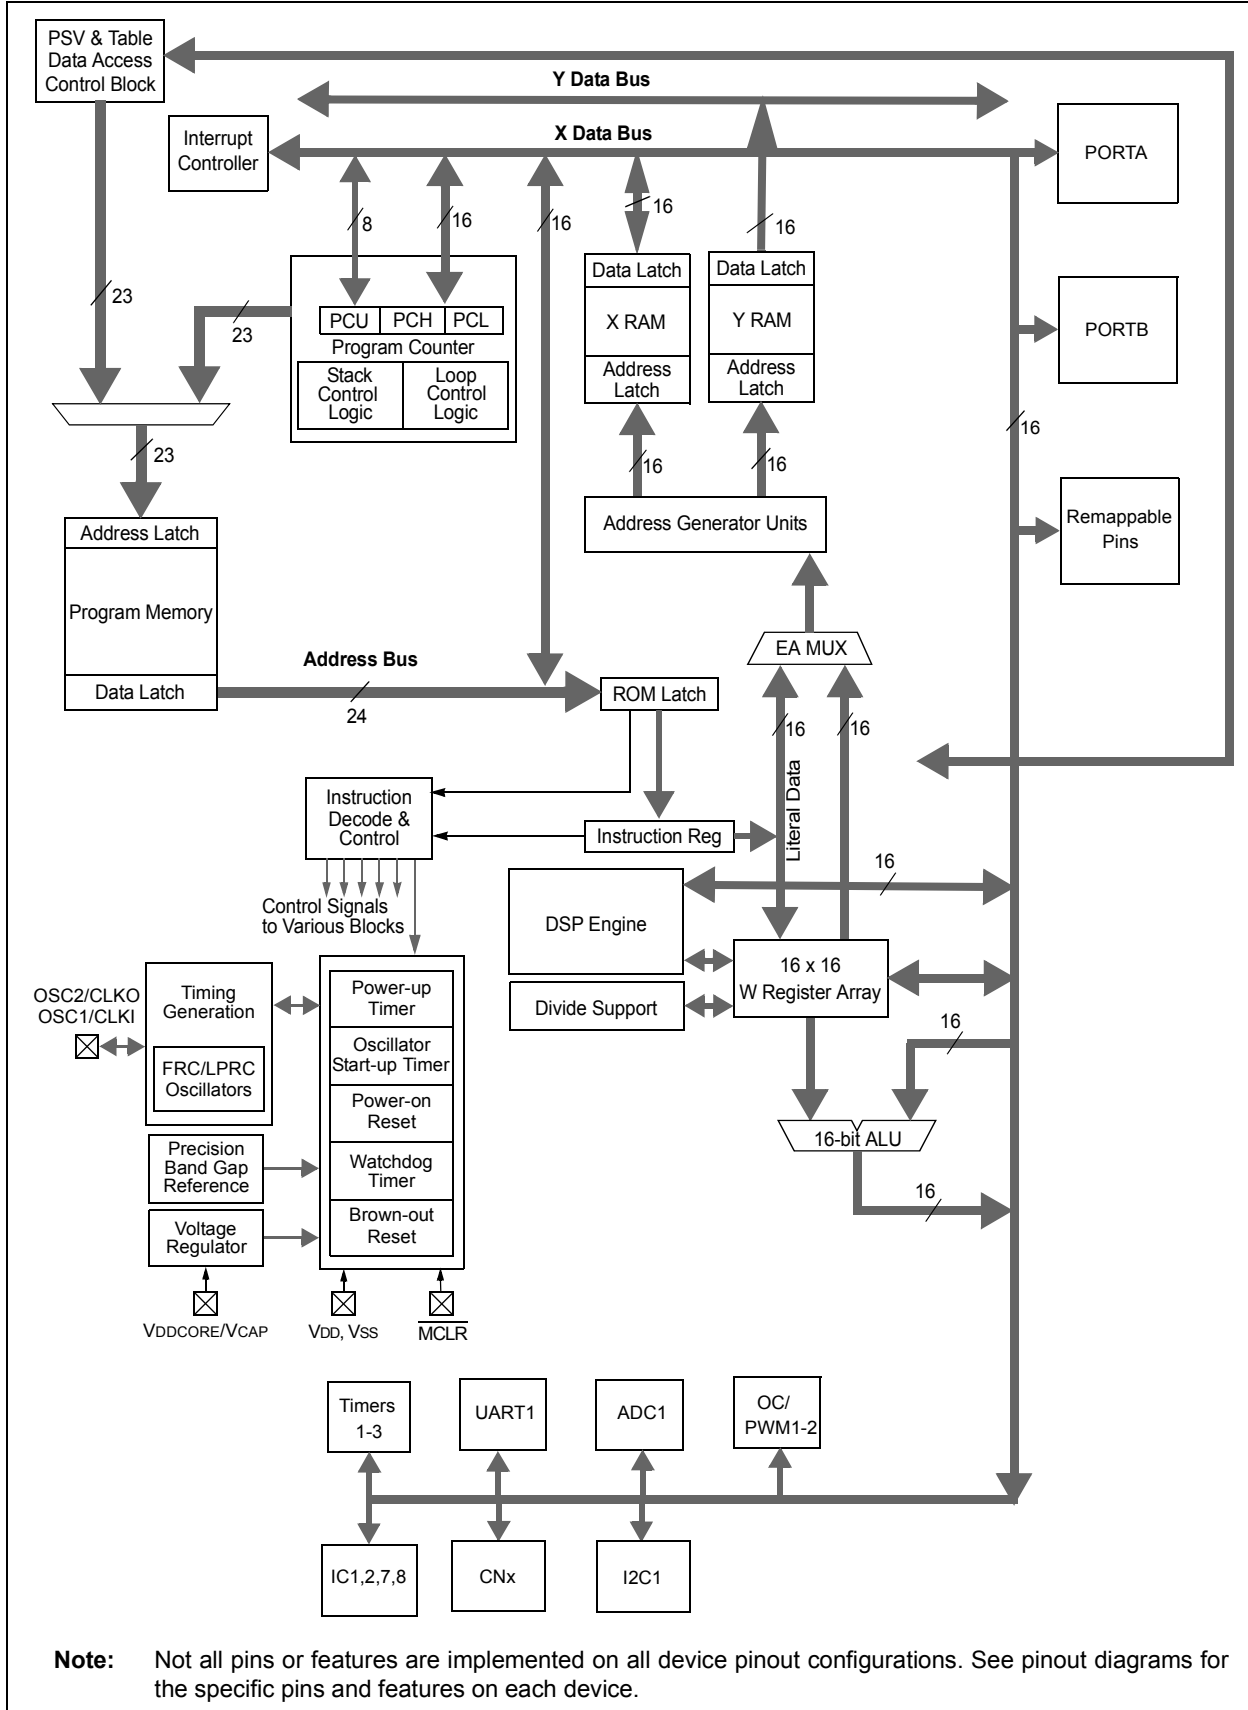 PSV & Table
Data Access
Control Block
Y Data Bus
X Data Bus
Interrupt
Controller
PORTA
8
16
16
16
16
23
23
Data Latch
X RAM
Address
Latch
Data Latch
Y RAM
Address
Latch
PCU
PCH
PCL
Program Counter
Stack
Control
Logic
Loop
Control
Logic
PORTB
16
23
16
16
Address Generator Units
Remappable
Pins
Address Latch
Program Memory
Data Latch
EA MUX
Address Bus
24
ROM Latch
16
16
Literal Data
Instruction
Decode &
Control
Instruction Reg
16
Control Signals
to Various Blocks
DSP Engine
16 x 16
W Register Array
Divide Support
OSC2/CLKO
OSC1/CLKI
Timing
Generation
FRC/LPRC
Oscillators
Power-up
Timer
Oscillator
Start-up Timer
Power-on
Reset
Watchdog
Timer
Brown-out
Reset
16
16-bit ALU
16
Precision
Band Gap
Reference
Voltage
Regulator
VDDCORE/VCAP
VDD, VSS
MCLR
Timers
1-3
UART1
ADC1
OC/
PWM1-2
IC1,2,7,8
CNx
I2C1
Note: Not all pins or features are implemented on all device pinout configurations. See pinout diagrams for
the specific pins and features on each device.